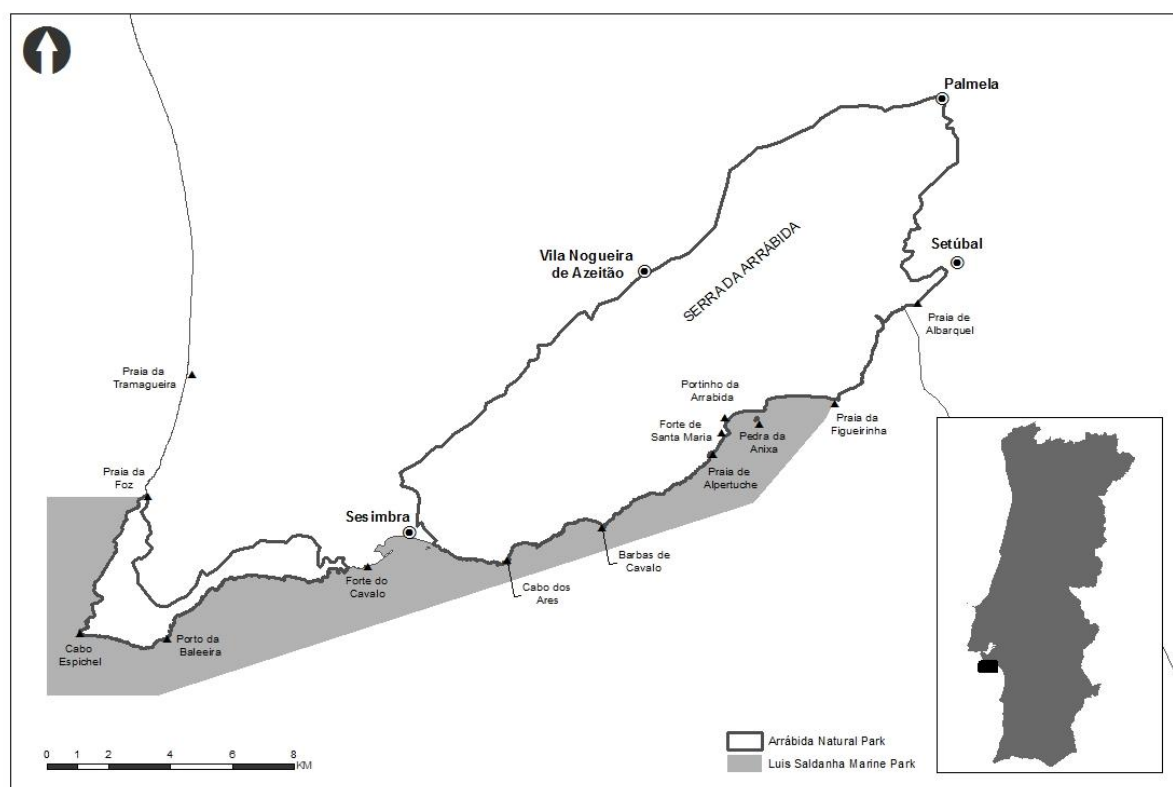 Palmela
Setúbal
Vila Nogueira
de Azeitão
SERRA DA ARRÁBIDA
Praia de
Albarquel
Praia da
Tramagueira
Portinho da
Arrabida
Forte de
Santa Maria
Pedra da
Anixa
Praia da
Figueirinha
Praia de
Alpertuche
Praia da
Foz
Sesimbra
Barbas de
Cavalo
Forte do
Cavalo
Cabo dos
Ares
Cabo
Espichel
Porto da
Baleeira
0 1 2 4 6 8
KM
Arrábida Natural Park
Luis Saldanha Marine Park